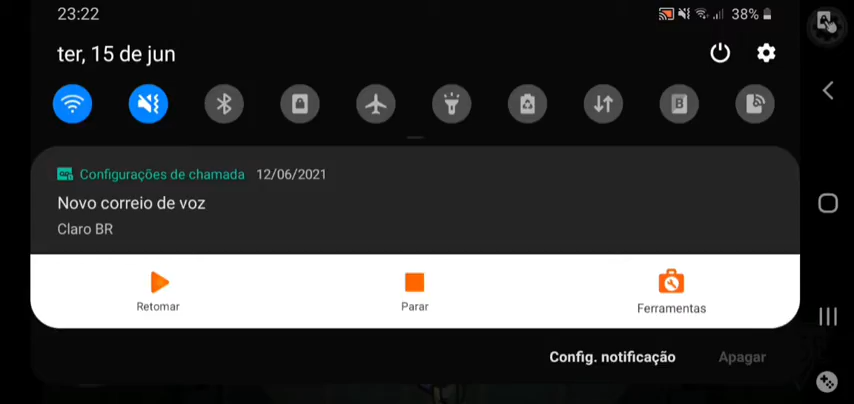 23:22
38%
ter, 15 de jun
B
Configurações de chamada 12/06/2021
Novo correio de voz
Claro BR
Retomar
Parar
Ferramentas
Config. notificação
Apagar